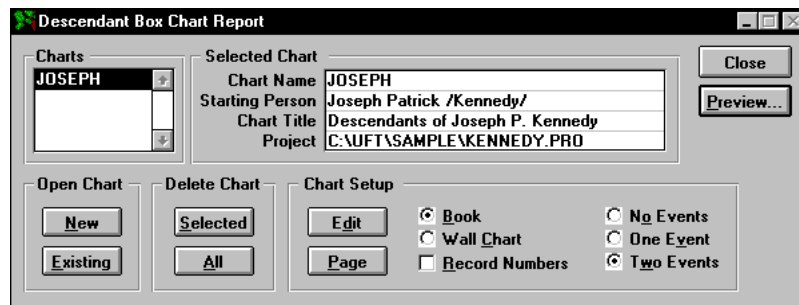 Descendant Box Chart Report
Charts
JOSEPH
Selected Chart
Chart Name JOSEPH
Starting Person Joseph Patrick /Kennedy/
Chart Title Descendants of Joseph P. Kennedy
Project C:\UFT\SAMPLE\KENNEDY.PRO
Close
Preview...
Open Chart
New
Existing
Delete Chart
Selected
All
Chart Setup
Edit
Page
Book
Wall Chart
Record Numbers
No Events
One Event
Two Events